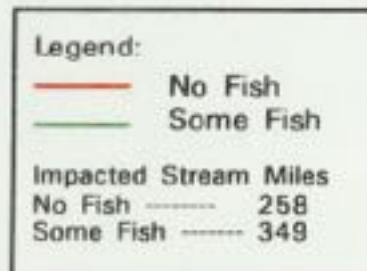 Legend:
No Fish
Some Fish
Impacted Stream Miles
No Fish -------- 258
Some Fish ------- 349